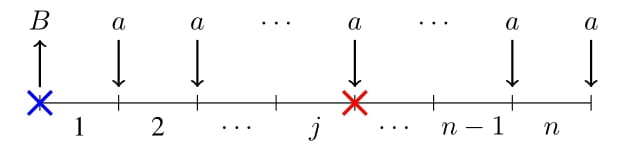 B a a ⋯ a ⋯ a a
1 2 ⋯ j ⋯ n − 1 n